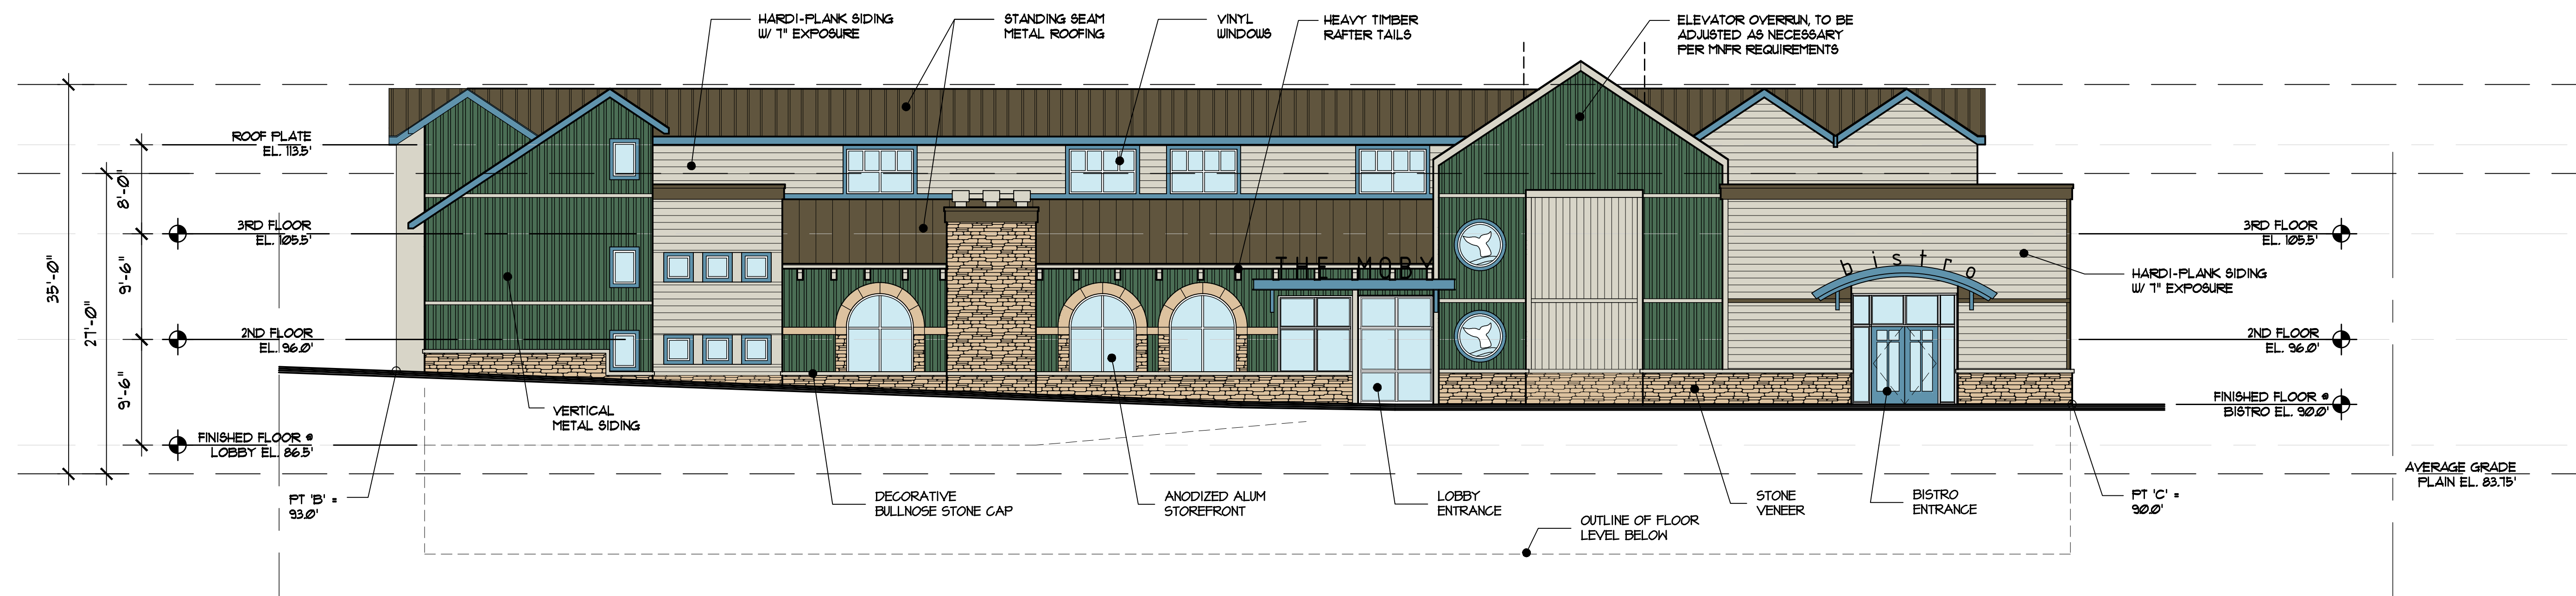 HARDI-PLANK SIDING
W/ 7" EXPOSURE
STANDING SEAM
METAL ROOFING
VINYL
WINDOWS
HEAVY TIMBER
RAFTER TAILS
ELEVATOR OVERRUN, TO BE
ADJUSTED AS NECESSARY
PER MNFR REQUIREMENTS
ROOF PLATE
EL. 113.5'
3RD FLOOR
EL. 105.5'
2ND FLOOR
EL. 96.0'
FINISHED FLOOR @
LOBBY EL. 86.5'
35'-0"
27'-0"
8'-0"
9'-6"
9'-6"
THE MOBY
bistro
3RD FLOOR
EL. 105.5'
HARDI-PLANK SIDING
W/ 7" EXPOSURE
2ND FLOOR
EL. 96.0'
FINISHED FLOOR @
BISTRO EL. 90.0'
VERTICAL
METAL SIDING
AVERAGE GRADE
PLAIN EL. 83.75'
PT 'B' =
93.0'
DECORATIVE
BULLNOSE STONE CAP
ANODIZED ALUM
STOREFRONT
LOBBY
ENTRANCE
STONE
VENEER
BISTRO
ENTRANCE
PT 'C' =
90.0'
OUTLINE OF FLOOR
LEVEL BELOW